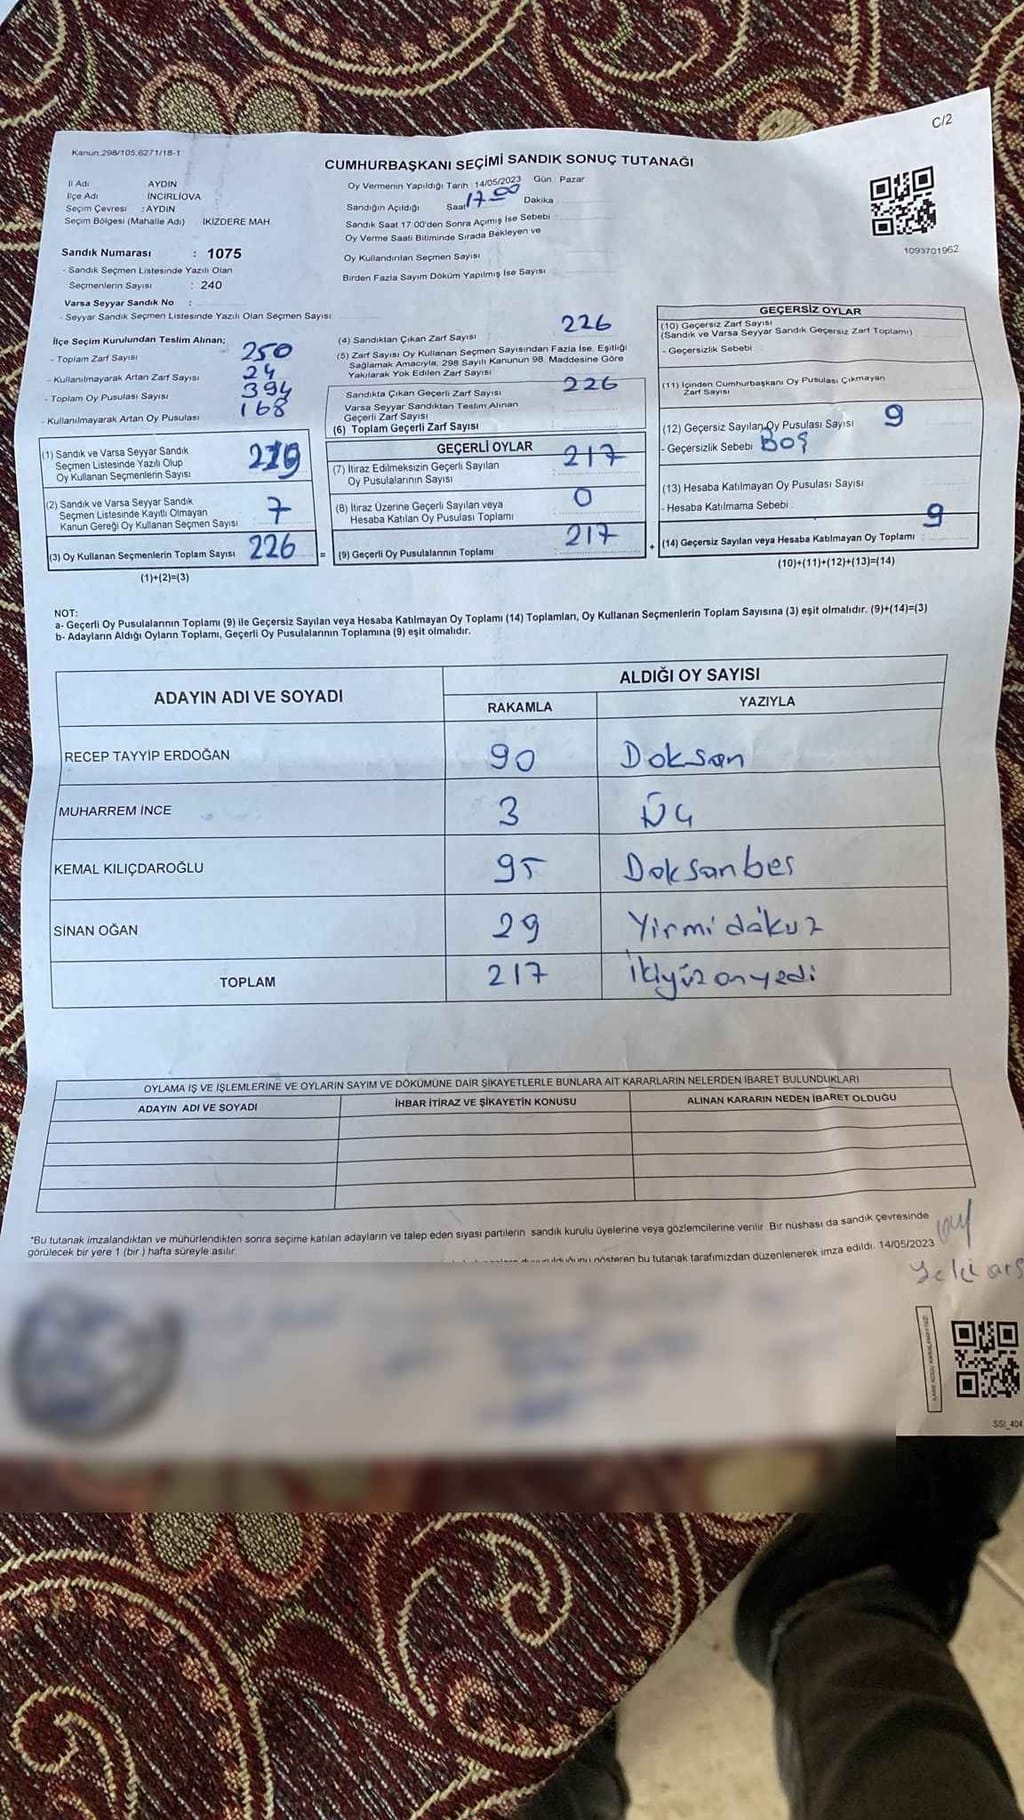 C/2
Kanun:298/105,6271/18-1
CUMHURBAŞKANI SEÇİMİ SANDIK SONUÇ TUTANAĞI
İl Adı AYDIN
İlçe Adı İNCİRLİOVA
Seçim Çevresi : AYDIN
Seçim Bölgesi (Mahalle Adı) İKİZDERE MAH.
Oy Vermenin Yapıldığı Tarih : 14/05/2023 Gün : Pazar
Sandığın Açıldığı Saat 17.00 Dakika
Sandık Saat 17:00'den Sonra Açılmış İse Sebebi
Oy Verme Saati Bitiminde Sırada Bekleyen ve
Oy Kullandırılan Seçmen Sayısı
Birden Fazla Sayım Döküm Yapılmış İse Sayısı
1093701962
Sandık Numarası : 1075
- Sandık Seçmen Listesinde Yazılı Olan
Seçmenlerin Sayısı : 240
Varsa Seyyar Sandık No :
- Seyyar Sandık Seçmen Listesinde Yazılı Olan Seçmen Sayısı:
İlçe Seçim Kurulundan Teslim Alınan;
- Toplam Zarf Sayısı 250
- Kullanılmayarak Artan Zarf Sayısı 24
- Toplam Oy Pusulası Sayısı 394
- Kullanılmayarak Artan Oy Pusulası 168
(1) Sandık ve Varsa Seyyar Sandık
Seçmen Listesinde Yazılı Olup
Oy Kullanan Seçmenlerin Sayısı 219
(2) Sandık ve Varsa Seyyar Sandık
Seçmen Listesinde Kayıtlı Olmayan
Kanun Gereği Oy Kullanan Seçmen Sayısı 7
(3) Oy Kullanan Seçmenlerin Toplam Sayısı 226 =
(1)+(2)=(3)
(4) Sandıktan Çıkan Zarf Sayısı 226
(5) Zarf Sayısı Oy Kullanan Seçmen Sayısından Fazla İse, Eşitliği
Sağlamak Amacıyla, 298 Sayılı Kanunun 98. Maddesine Göre
Yakılarak Yok Edilen Zarf Sayısı
Sandıkta Çıkan Geçerli Zarf Sayısı 226
Varsa Seyyar Sandıktan Teslim Alınan
Geçerli Zarf Sayısı
(6) Toplam Geçerli Zarf Sayısı
GEÇERLİ OYLAR
(7) İtiraz Edilmeksizin Geçerli Sayılan
Oy Pusulalarının Sayısı 217
(8) İtiraz Üzerine Geçerli Sayılan veya
Hesaba Katılan Oy Pusulası Toplamı 0
(9) Geçerli Oy Pusulalarının Toplamı 217 +
GEÇERSİZ OYLAR
(10) Geçersiz Zarf Sayısı
(Sandık ve Varsa Seyyar Sandık Geçersiz Zarf Toplamı)
- Geçersizlik Sebebi
(11) İçinden Cumhurbaşkanı Oy Pusulası Çıkmayan
Zarf Sayısı
(12) Geçersiz Sayılan Oy Pusulası Sayısı 9
- Geçersizlik Sebebi BOŞ
(13) Hesaba Katılmayan Oy Pusulası Sayısı
- Hesaba Katılmama Sebebi
(14) Geçersiz Sayılan veya Hesaba Katılmayan Oy Toplamı 9
(10)+(11)+(12)+(13)=(14)
NOT:
a- Geçerli Oy Pusulalarının Toplamı (9) ile Geçersiz Sayılan veya Hesaba Katılmayan Oy Toplamı (14) Toplamları, Oy Kullanan Seçmenlerin Toplam Sayısına (3) eşit olmalıdır. (9)+(14)=(3)
b- Adayların Aldığı Oyların Toplamı, Geçerli Oy Pusulalarının Toplamına (9) eşit olmalıdır.
ADAYIN ADI VE SOYADI ALDIĞI OY SAYISI
RAKAMLA YAZIYLA
RECEP TAYYİP ERDOĞAN 90 Doksan
MUHARREM İNCE 3 Üç
KEMAL KILIÇDAROĞLU 95 Doksanbes
SİNAN OĞAN 29 Yirmi dokuz
TOPLAM 217 İkiyüzonyedi
OYLAMA İŞ VE İŞLEMLERİNE VE OYLARIN SAYIM VE DÖKÜMÜNE DAİR ŞİKAYETLERLE BUNLARA AİT KARARLARIN NELERDEN İBARET BULUNDUKLARI
ADAYIN ADI VE SOYADI İHBAR İTİRAZ VE ŞİKAYETİN KONUSU ALINAN KARARIN NEDEN İBARET OLDUĞU
*Bu tutanak imzalandıktan ve mühürlendikten sonra seçime katılan adayların ve talep eden siyasi partilerin sandık kurulu üyelerine veya gözlemcilerine verilir. Bir nüshası da sandık çevresinde
görülecek bir yere 1 (bir) hafta süreyle asılır.
gösteren bu tutanak tarafımızdan düzenlenerek imza edildi. 14/05/2023
SSI_404